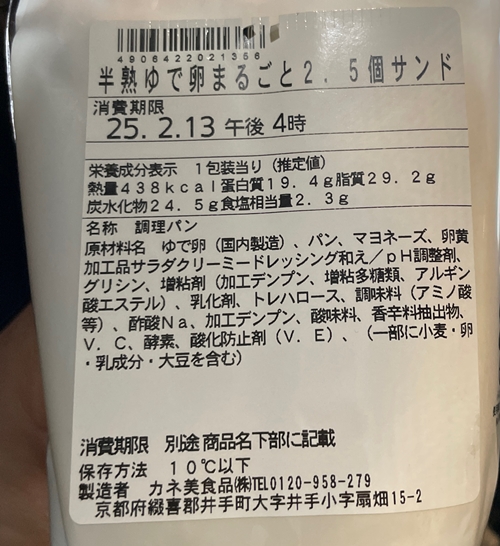 4906422021356
半熟ゆで卵まるごと2.5個サンド
消費期限
25. 2.13 午後 4時
栄養成分表示 1包装当り(推定値)
熱量438kcal蛋白質19.4g脂質29.2g
炭水化物24.5g食塩相当量2.3g
名称 調理パン
原材料名 ゆで卵(国内製造)、パン、マヨネーズ、卵黄
加工品サラダクリーミードレッシング和え/pH調整剤、
グリシン、増粘剤(加工デンプン、増粘多糖類、アルギン
酸エステル)、乳化剤、トレハロース、調味料(アミノ酸
等)、酢酸Na、加工デンプン、酸味料、香辛料抽出物、
V.C、酵素、酸化防止剤(V.E)、(一部に小麦・卵
・乳成分・大豆を含む)
消費期限 別途商品名下部に記載
保存方法 10℃以下
製造者 カネ美食品㈱TEL0120-958-279
京都府綴喜郡井手町大字井手小字扇畑15-2